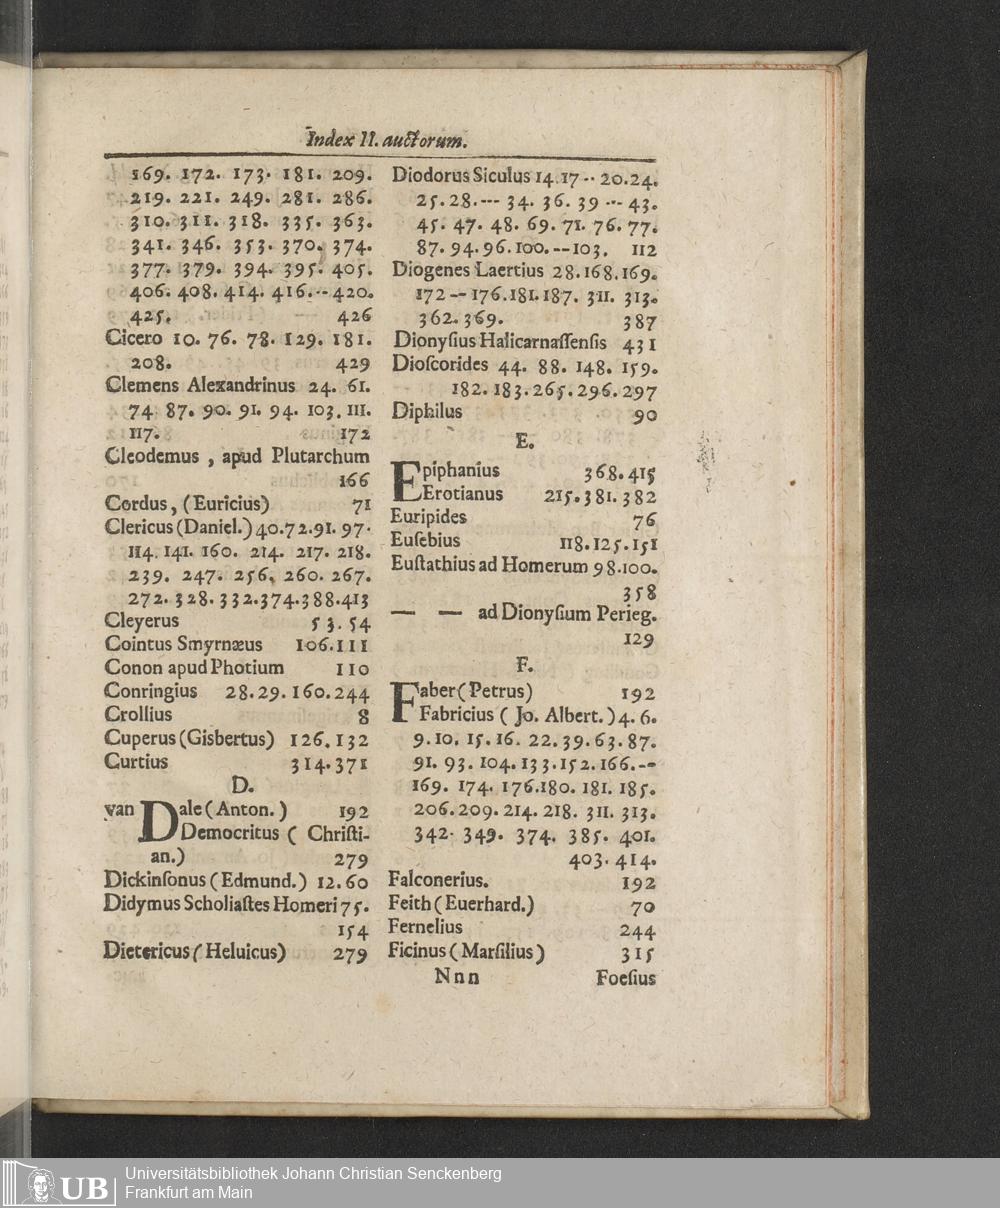 Index II. auctorum.
169. 172. 173. 181. 209.
219. 221. 249. 281. 286.
310. 311. 318. 335. 363.
341. 346. 353. 370. 374.
377. 379. 394. 395. 405.
406. 408. 414. 416.--420.
425. 426
Cicero 10. 76. 78. 129. 181.
208. 429
Clemens Alexandrinus 24. 61.
74 87. 90. 91. 94. 103. 111.
117. 172
Cleodemus, apud Plutarchum
166
Cordus, (Euricius) 71
Clericus (Daniel.) 40.72.91. 97.
114. 141. 160. 214. 217. 218.
239. 247. 256. 260. 267.
272. 328. 332.374.388.413
Cleyerus 53.54
Cointus Smyrnæus 106.111
Conon apud Photium 110
Conringius 28.29.160.244
Crollius 8
Cuperus (Gisbertus) 126.132
Curtius 314.371
D.
van Dale (Anton.) 192
Democritus (Christi-
an.) 279
Dickinſonus (Edmund.) 12.60
Didymus Scholiaſtes Homeri 75.
154
Dietericus (Heluicus) 279
Diodorus Siculus 14.17--20.24.
25.28.--- 34. 36. 39 --- 43.
45. 47. 48. 69. 71. 76. 77.
87. 94. 96. 100.--103. 112
Diogenes Laertius 28.168.169.
172--176.181.187. 311. 313.
362.369. 387
Dionyſius Halicarnaſſenſis 431
Dioſcorides 44. 88. 148. 159.
182. 183.265.296.297
Diphilus 90
E.
Epiphanius 368.415
Erotianus 215.381.382
Euripides 76
Euſebius 118.125.151
Euſtathius ad Homerum 98.100.
358
— — ad Dionyſium Perieg.
129
F.
Faber (Petrus) 192
Fabricius (Jo. Albert.) 4. 6.
9.10. 15.16. 22.39.63.87.
91. 93. 104.133.152.166.--
169. 174. 176.180. 181. 185.
206.209.214.218. 311. 313.
342. 349. 374. 385. 401.
403. 414.
Falconerius. 192
Feith (Euerhard.) 70
Fernelius 244
Ficinus (Marſilius) 315
Nnn Foeſius
UB Universitätsbibliothek Johann Christian Senckenberg
Frankfurt am Main